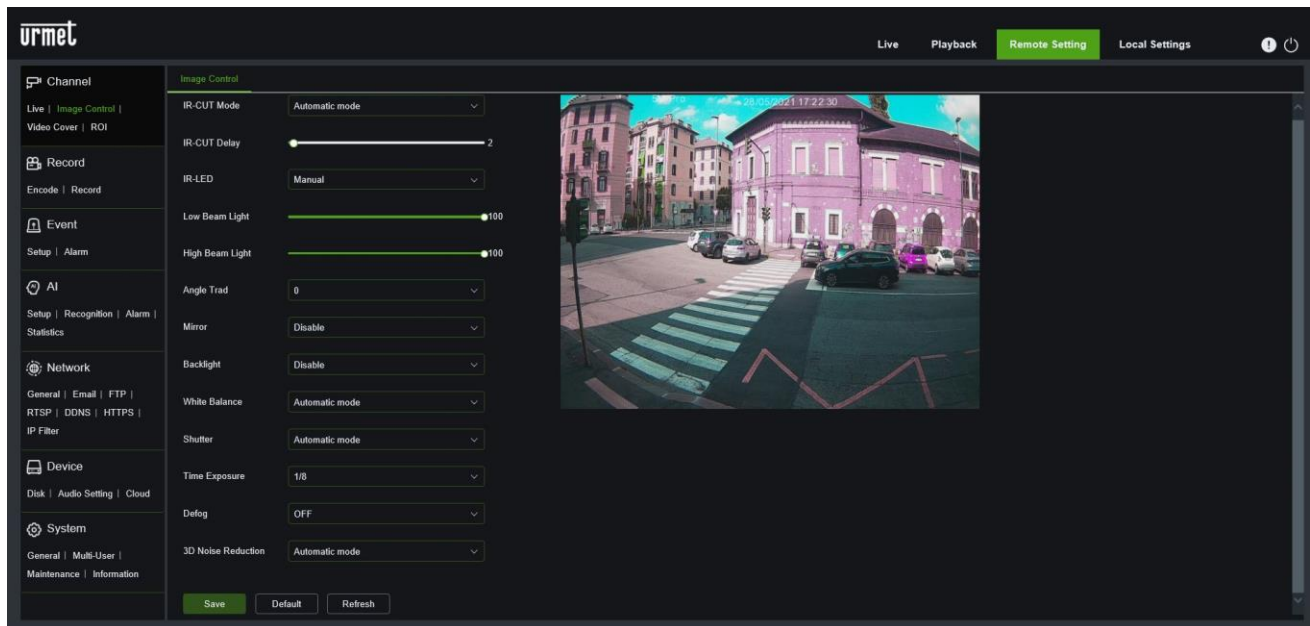 urmet
Live Playback Remote Setting Local Settings
Channel
Live | Image Control |
Video Cover | ROI
Record
Encode | Record
Event
Setup | Alarm
AI
Setup | Recognition | Alarm |
Statistics
Network
General | Email | FTP |
RTSP | DDNS | HTTPS |
IP Filter
Device
Disk | Audio Setting | Cloud
System
General | Multi-User |
Maintenance | Information
Image Control
IR-CUT Mode Automatic mode
IR-CUT Delay 2
IR-LED Manual
Low Beam Light 100
High Beam Light 100
Angle Trad 0
Mirror Disable
Backlight Disable
White Balance Automatic mode
Shutter Automatic mode
Time Exposure 1/8
Defog OFF
3D Noise Reduction Automatic mode
Save Default Refresh
28/05/2021 17:22:30